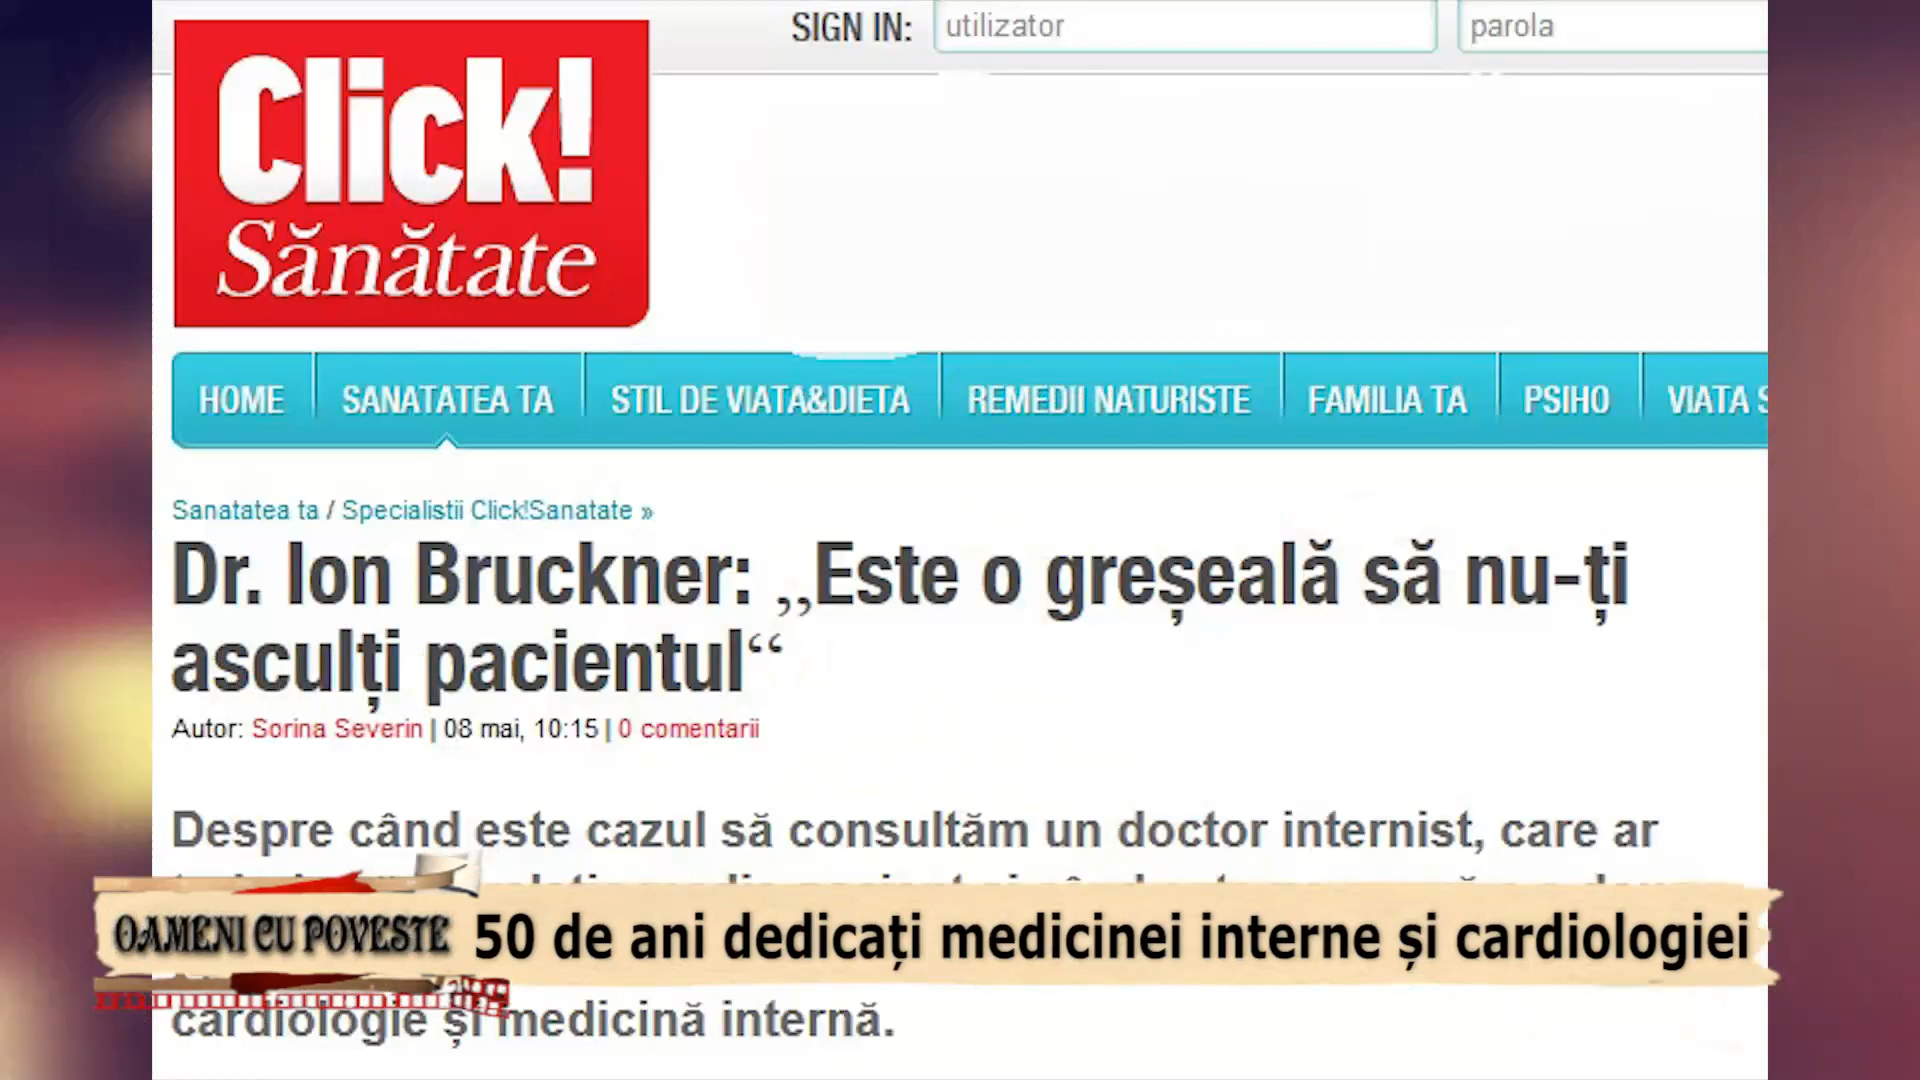 SIGN IN: utilizator parola
Click!
Sănătate
HOME SANATATEA TA STIL DE VIATA&DIETA REMEDII NATURISTE FAMILIA TA PSIHO VIATA
Sanatatea ta / Specialistii Click!Sanatate »
Dr. Ion Bruckner: „Este o greșeală să nu-ți
asculți pacientul“
Autor: Sorina Severin | 08 mai, 10:15 | 0 comentarii
Despre când este cazul să consultăm un doctor internist, care ar
OAMENI CU POVESTE 50 de ani dedicați medicinei interne și cardiologiei
cardiologie și medicină internă.